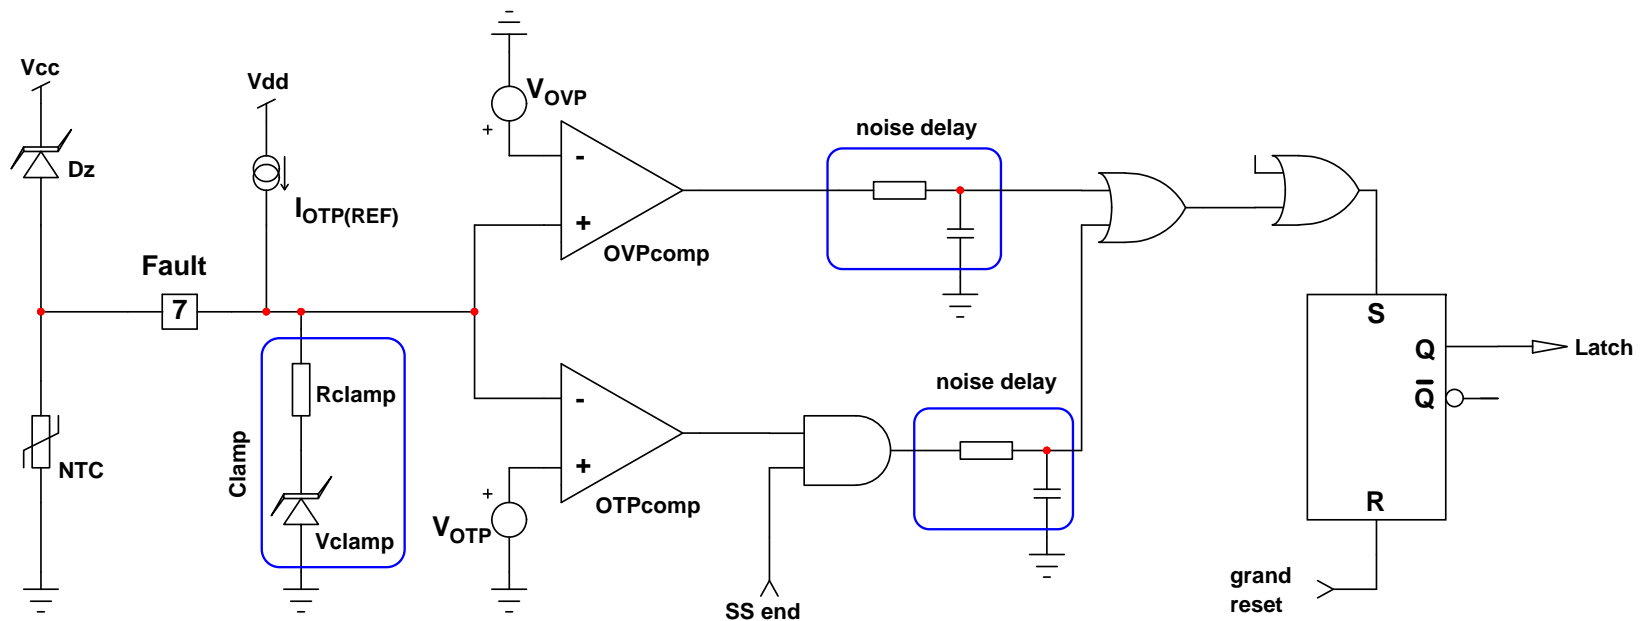 Vcc
Vdd
VOVP
+
noise delay
-
Dz
IOTP(REF)
+
OVPcomp
Fault
7
S
Q
Latch
noise delay
Rclamp
-
Q̅
Clamp
NTC
+
+
OTPcomp
VOTP
Vclamp
R
grand
reset
SS end